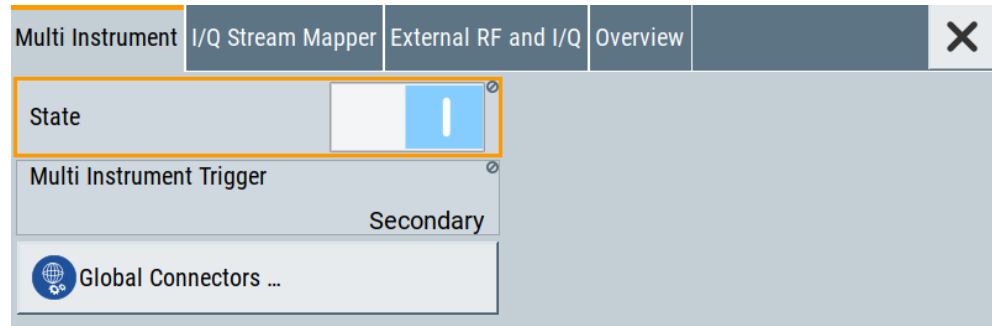 Multi Instrument I/Q Stream Mapper External RF and I/Q Overview
State
Multi Instrument Trigger
Secondary
Global Connectors ...